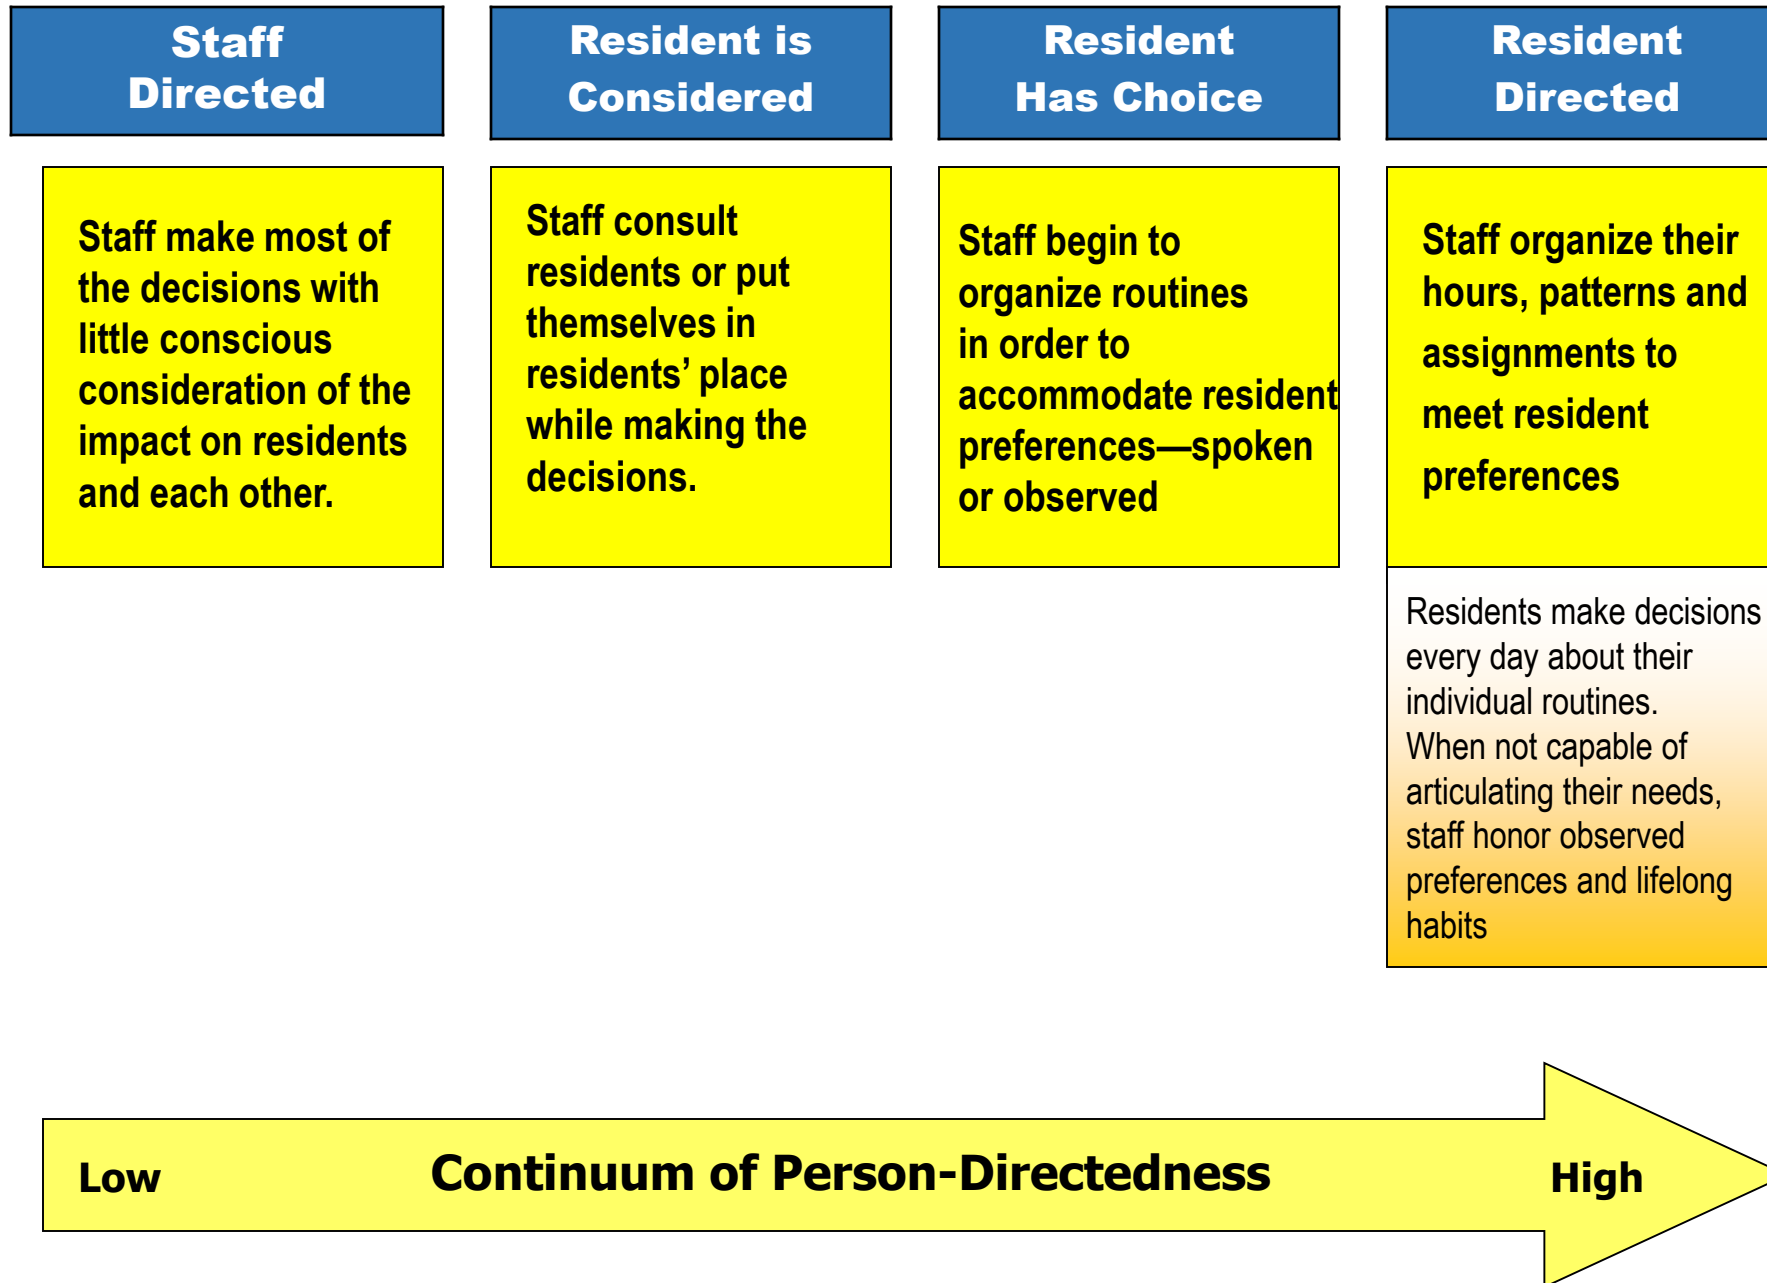 Staff
Directed
Resident is
Considered
Resident
Has Choice
Resident
Directed
Staff make most of
the decisions with
little conscious
consideration of the
impact on residents
and each other.
Staff consult
residents or put
themselves in
residents’ place
while making the
decisions.
Staff begin to
organize routines
in order to
accommodate resident
preferences—spoken
or observed
Staff organize their
hours, patterns and
assignments to
meet resident
preferences
Residents make decisions
every day about their
individual routines.
When not capable of
articulating their needs,
staff honor observed
preferences and lifelong
habits
Low
Continuum of Person-Directedness
High